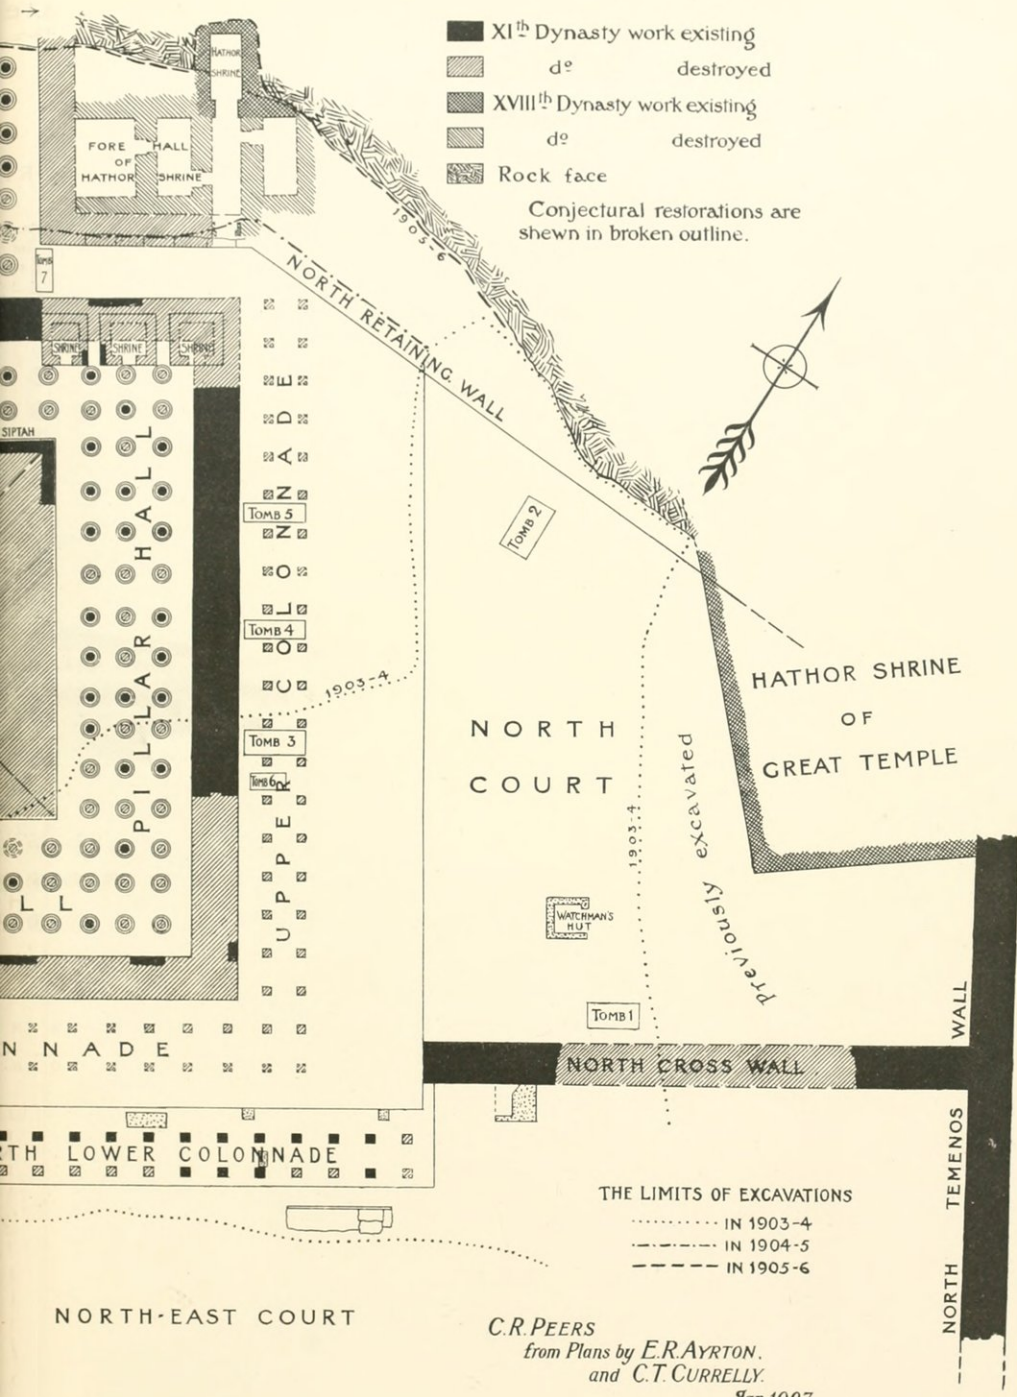 HATHOR
SHRINE
XIth Dynasty work existing
do destroyed
XVIIIth Dynasty work existing
do destroyed
Rock face
Conjectural restorations are
shewn in broken outline.
FORE HALL
OF
HATHOR SHRINE
1905-6
TOMB
7
NORTH RETAINING WALL
SHRINE
SHRINE
SHRINE
SIPTAH
PILLAR HALL
UPPER COLONNADE
TOMB 5
TOMB 2
TOMB 4
1903-4
TOMB 3
TOMB 6
NORTH
COURT
HATHOR SHRINE
OF
GREAT TEMPLE
1903-4
Previously excavated
WATCHMAN'S
HUT
LL
TOMB 1
NNADE
NORTH CROSS WALL
NORTH TEMENOS WALL
RTH LOWER COLONNADE
THE LIMITS OF EXCAVATIONS
IN 1903-4
IN 1904-5
IN 1905-6
NORTH-EAST COURT
C.R. PEERS
from Plans by E.R. AYRTON.
and C.T. CURRELLY.